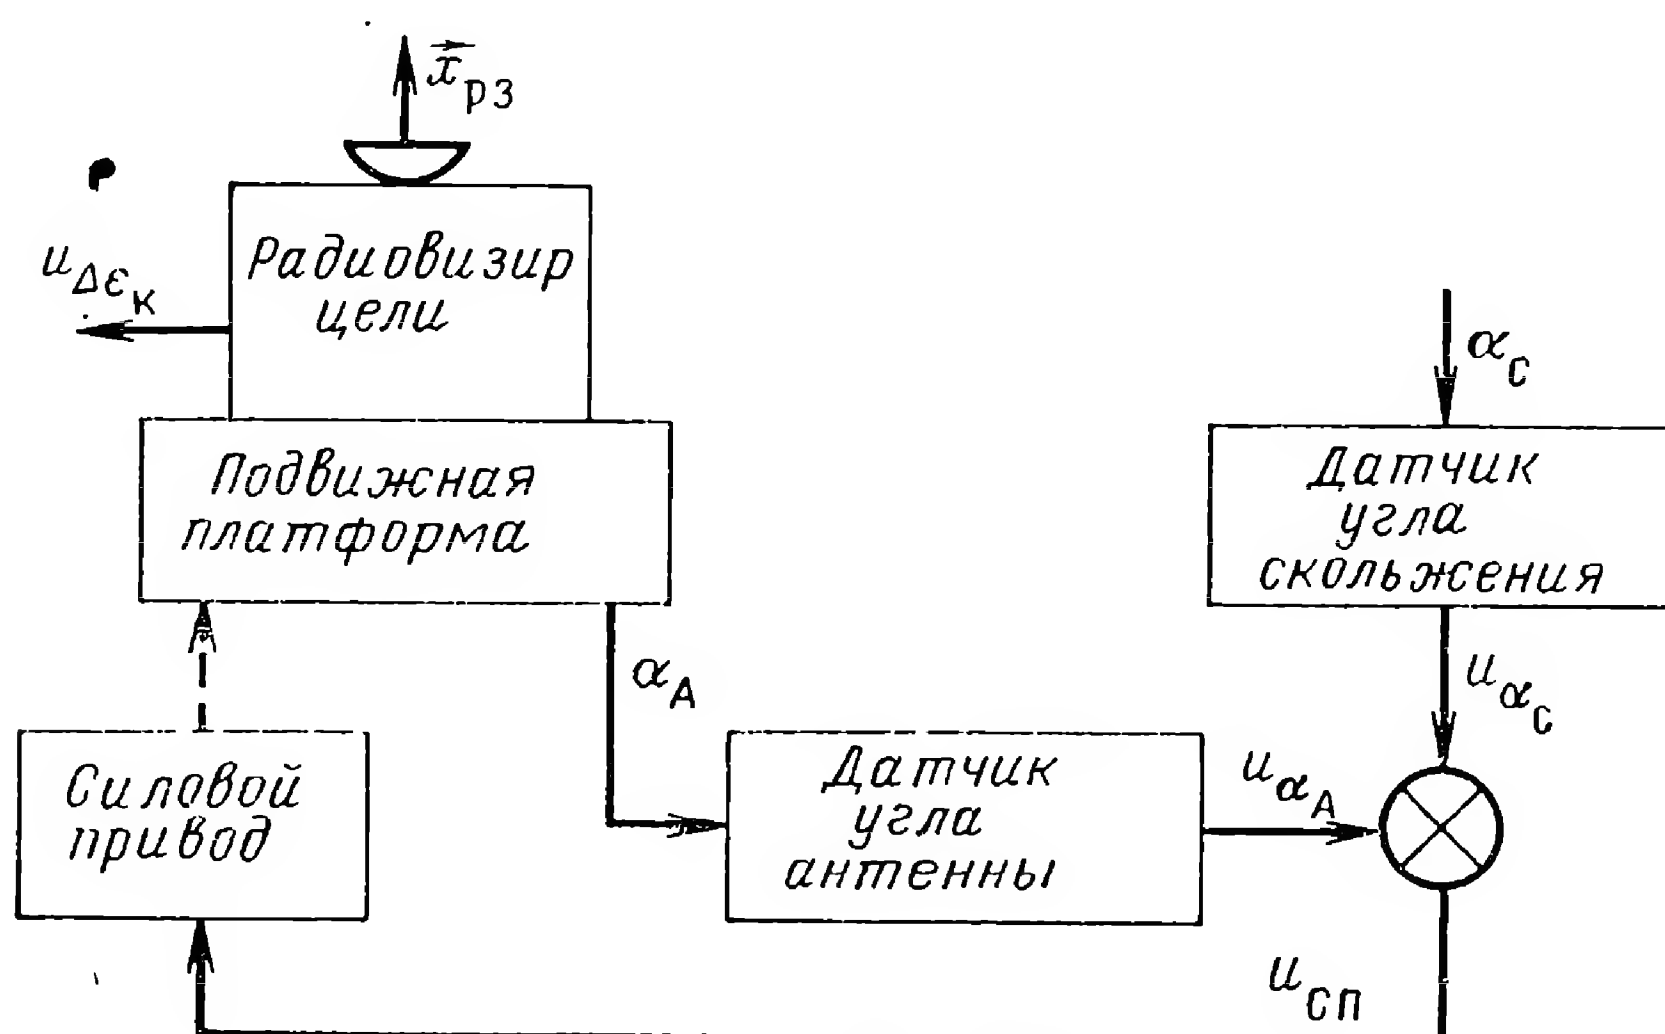 x⃗рз
Радиовизир
цели
uΔεк
αс
Подвижная
платформа
Датчик
угла
скольжения
αА
uαс
Силовой
привод
Датчик
угла
антенны
uαА
uсп